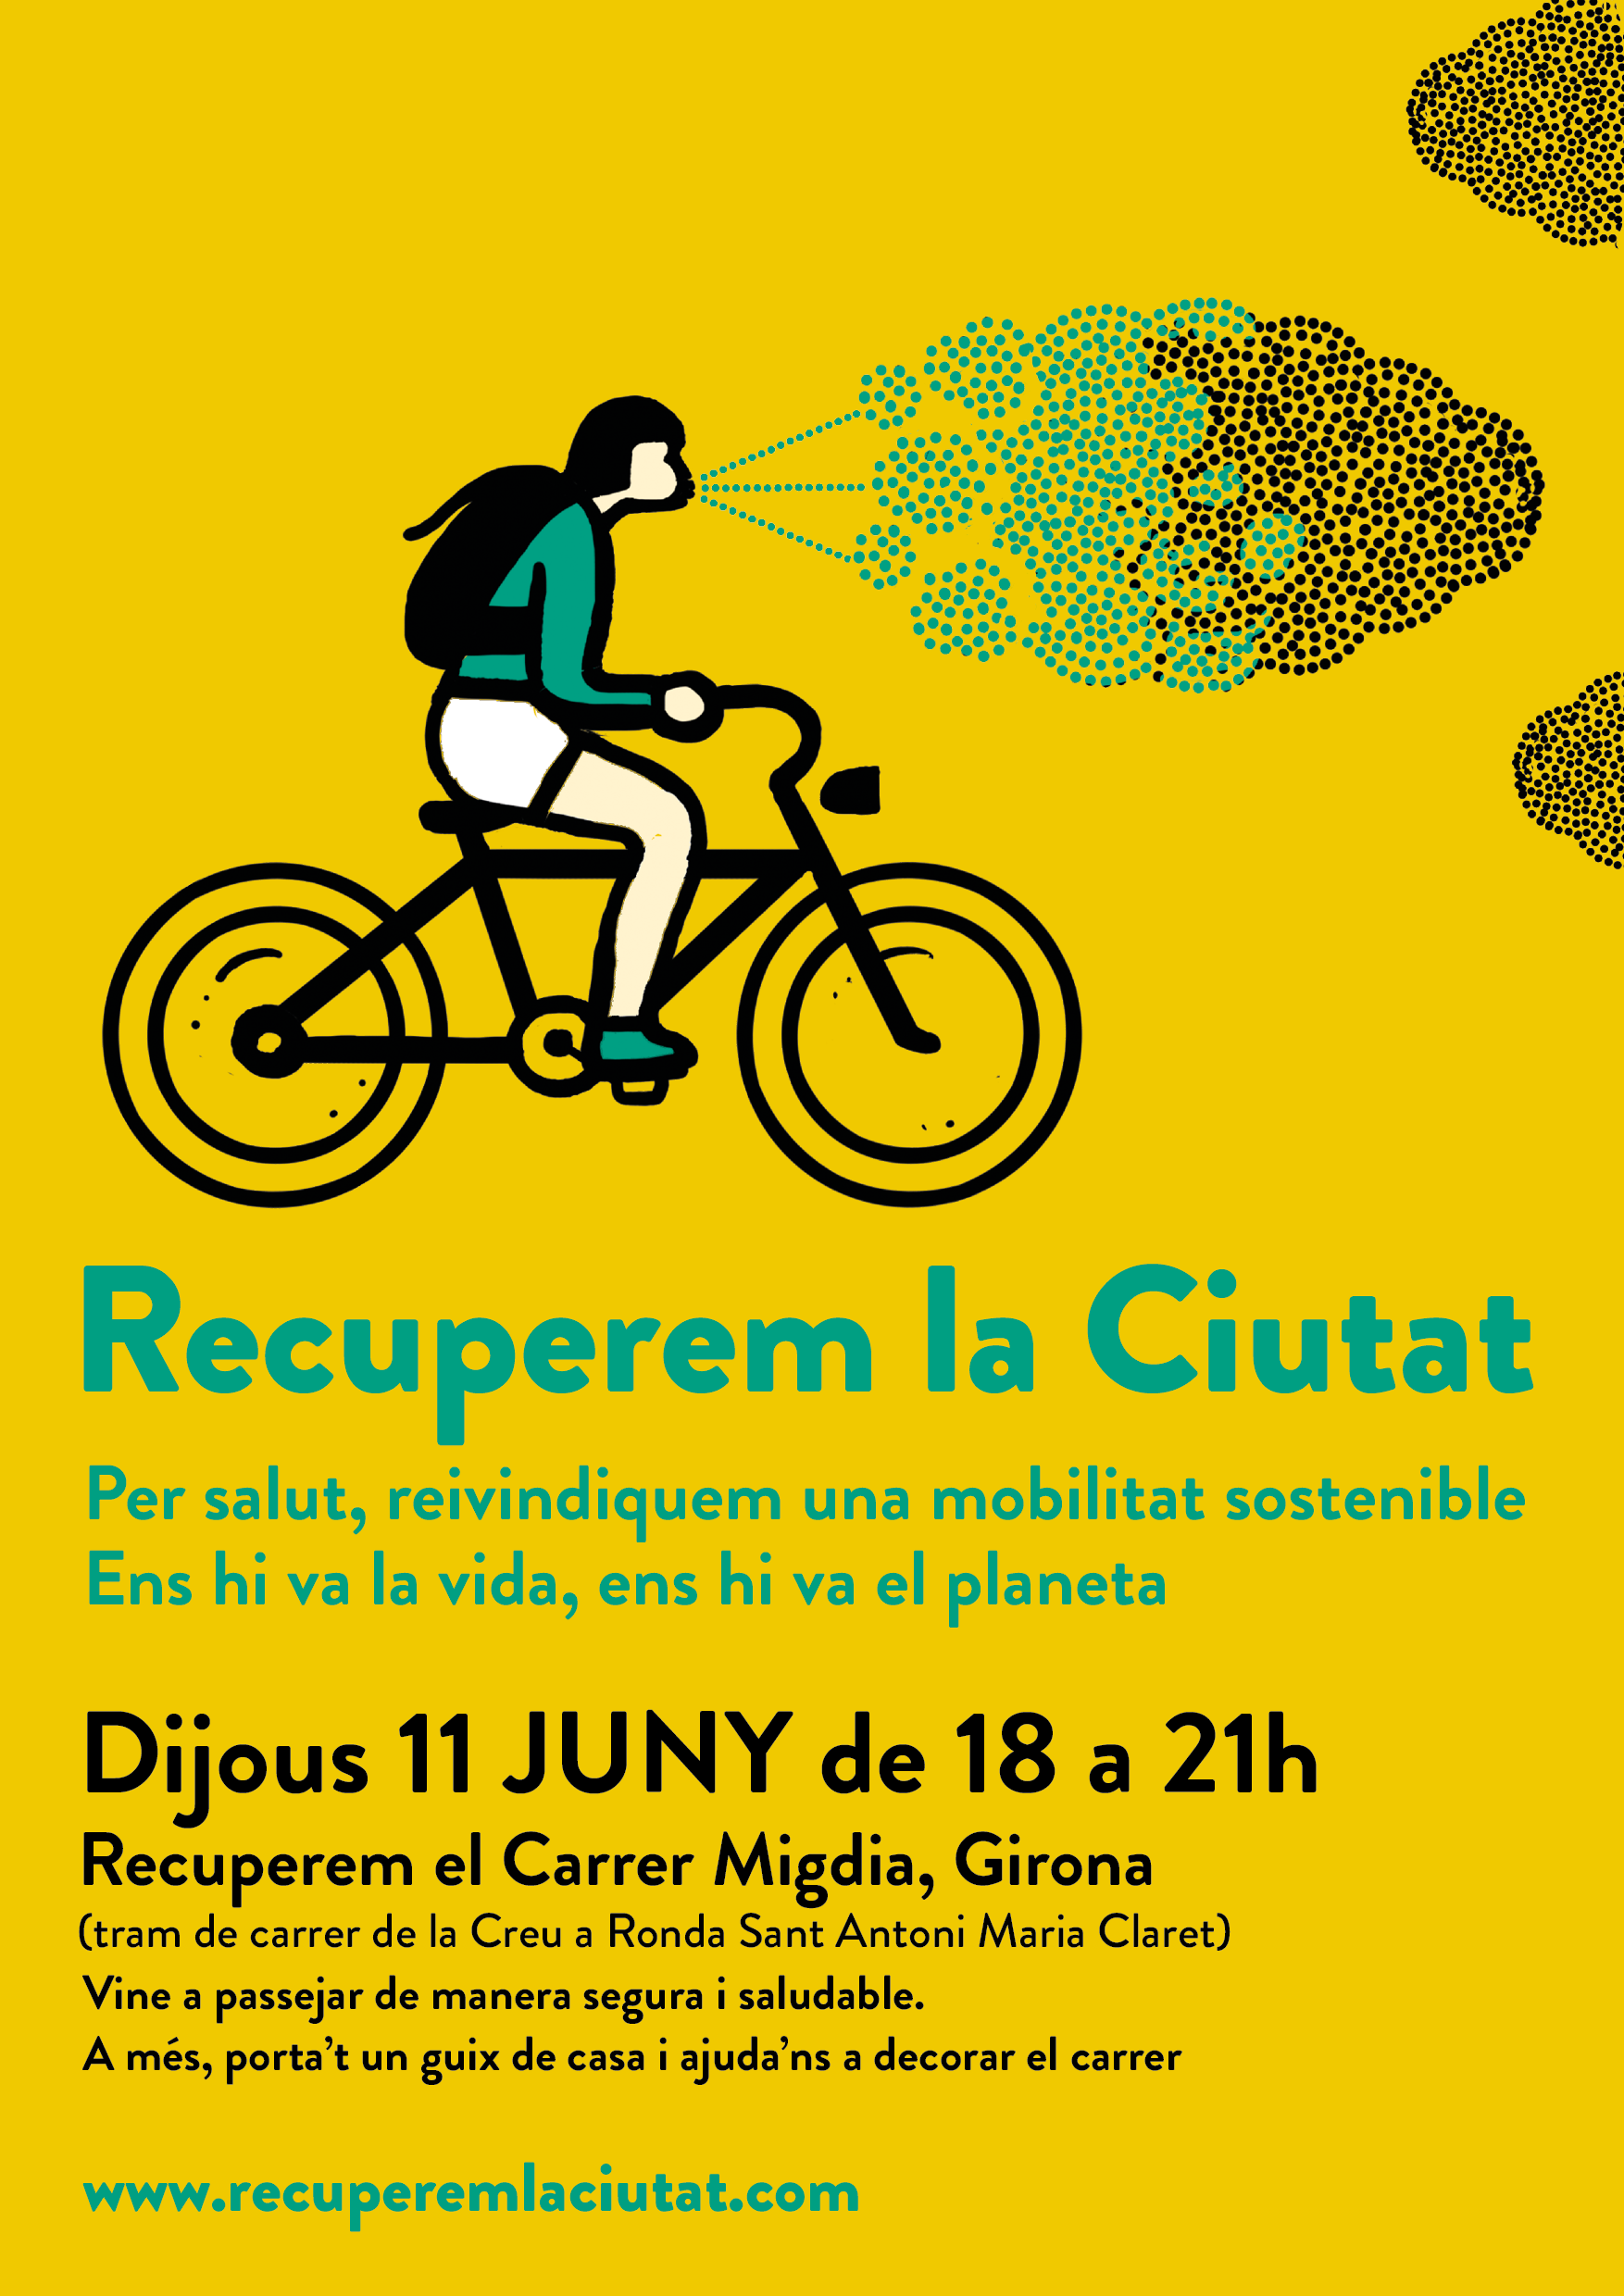 Recuperem la Ciutat
Per salut, reivindiquem una mobilitat sostenible
Ens hi va la vida, ens hi va el planeta
Dijous 11 JUNY de 18 a 21h
Recuperem el Carrer Migdia, Girona
(tram de carrer de la Creu a Ronda Sant Antoni Maria Claret)
Vine a passejar de manera segura i saludable.
A més, porta’t un guix de casa i ajuda’ns a decorar el carrer
www.recuperemlaciutat.com